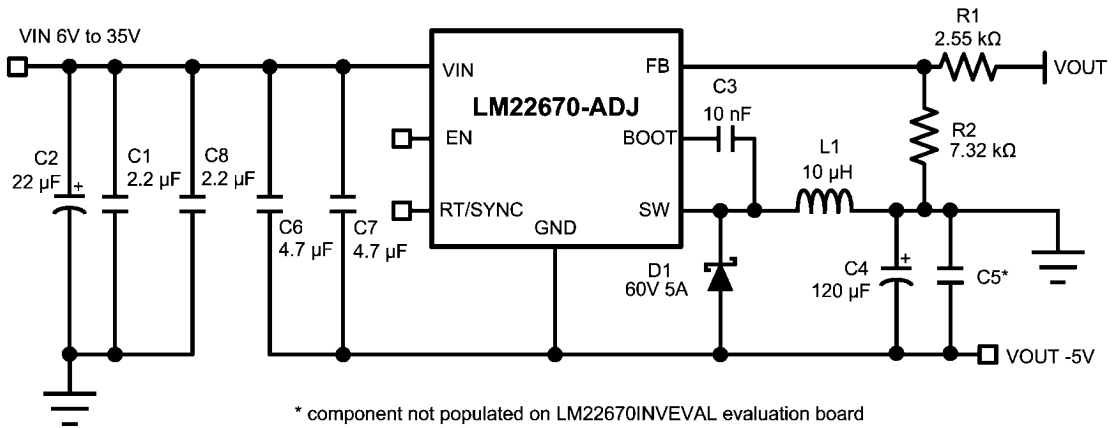 VIN 6V to 35V
R1
2.55 kΩ
VOUT
VIN
FB
LM22670-ADJ
C3
10 nF
EN
BOOT
R2
7.32 kΩ
C2
22 µF
+
C1
2.2 µF
C8
2.2 µF
L1
10 µH
RT/SYNC
SW
GND
C6
4.7 µF
C7
4.7 µF
D1
60V 5A
C4
120 µF
+
C5*
VOUT -5V
* component not populated on LM22670INVEVAL evaluation board